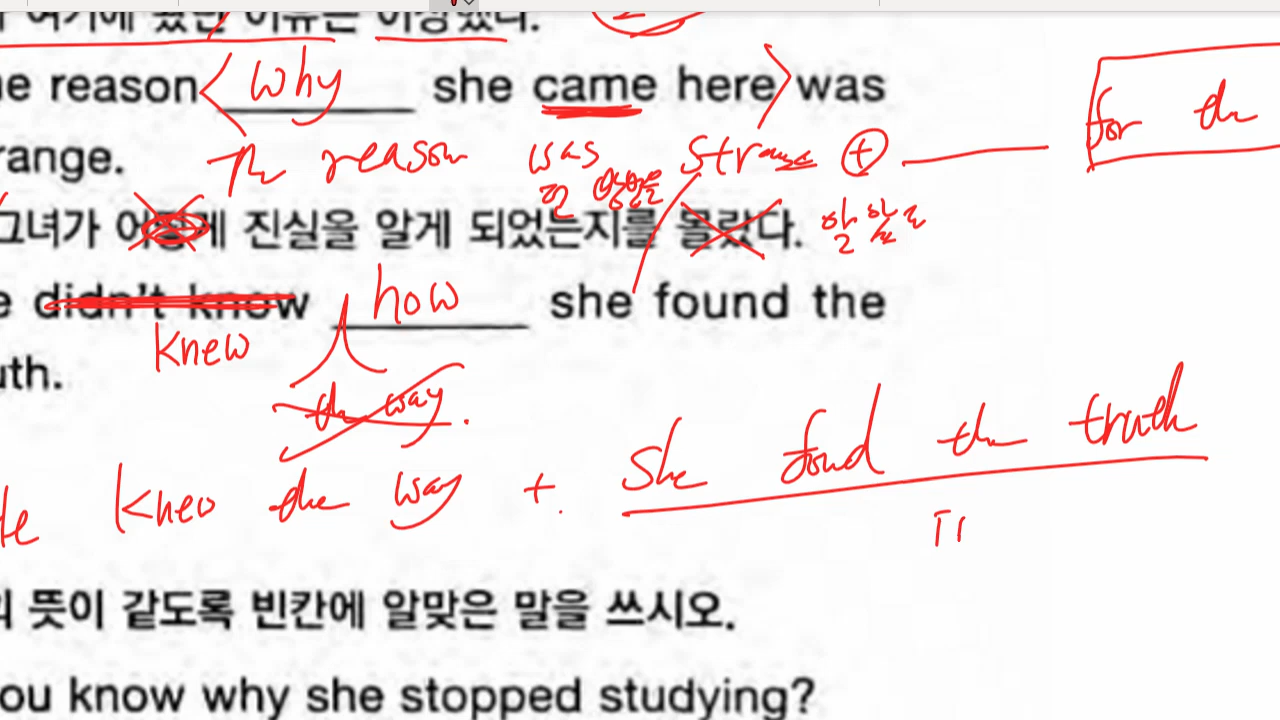 여기에 왔던 이유는 이상했다.
he reason why she came here was
range. The reason was strange + for the
한 방법을
그녀가 어떻게 진실을 알게 되었는지를 몰랐다.
e didn't know how she found the
knew
uth.
the way.
He knew the way + she found the truth
의 뜻이 같도록 빈칸에 알맞은 말을 쓰시오.
ou know why she stopped studying?